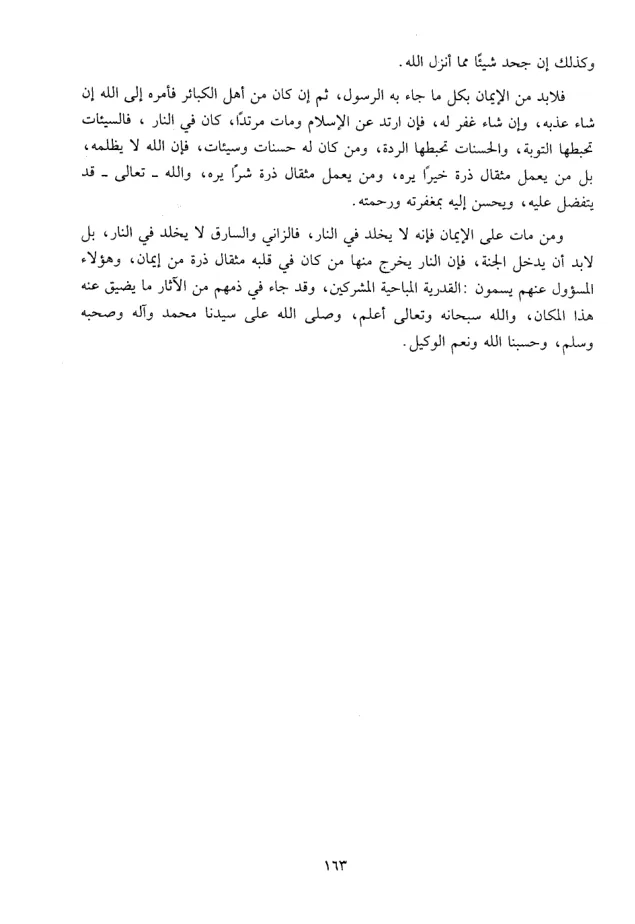 وكذلك إن جحد شيئًا مما أنزل الله.
فلابد من الإيمان بكل ما جاء به الرسول، ثم إن كان من أهل الكبائر فأمره إلى الله إن
شاء عذبه، وإن شاء غفر له، فإن ارتد عن الإسلام ومات مرتدًا، كان في النار ، فالسيئات
تحبطها التوبة، والحسنات تحبطها الردة، ومن كان له حسنات وسيئات، فإن الله لا يظلمه،
بل من يعمل مثقال ذرة خيرًا يره، ومن يعمل مثقال ذرة شرًا يره، والله ـ تعالى ـ قد
يتفضل عليه، ويحسن إليه بمغفرته ورحمته.
ومن مات على الإيمان فإنه لا يخلد في النار، فالزاني والسارق لا يخلد في النار، بل
لابد أن يدخل الجنة، فإن النار يخرج منها من كان في قلبه مثقال ذرة من إيمان، وهؤلاء
المسؤول عنهم يسمون :القدرية المباحية المشركين، وقد جاء في ذمهم من الآثار ما يضيق عنه
هذا المكان، والله سبحانه وتعالى أعلم، وصلى الله على سيدنا محمد وآله وصحبه
وسلم، وحسبنا الله ونعم الوكيل.
١٦٣